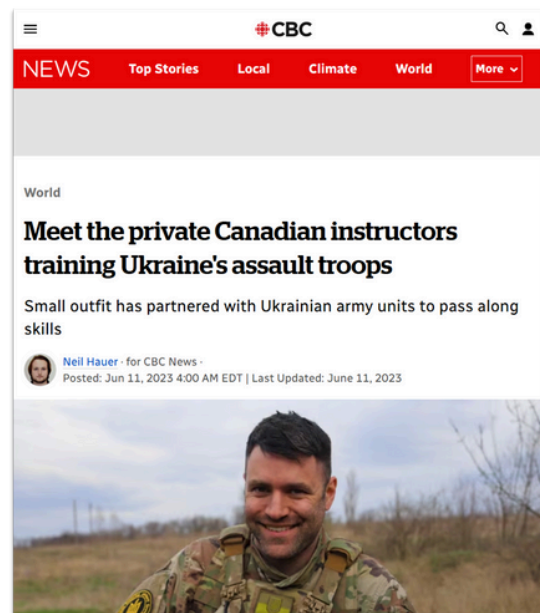 CBC
NEWS Top Stories Local Climate World More
World
Meet the private Canadian instructors
training Ukraine's assault troops
Small outfit has partnered with Ukrainian army units to pass along
skills
Neil Hauer · for CBC News ·
Posted: Jun 11, 2023 4:00 AM EDT | Last Updated: June 11, 2023